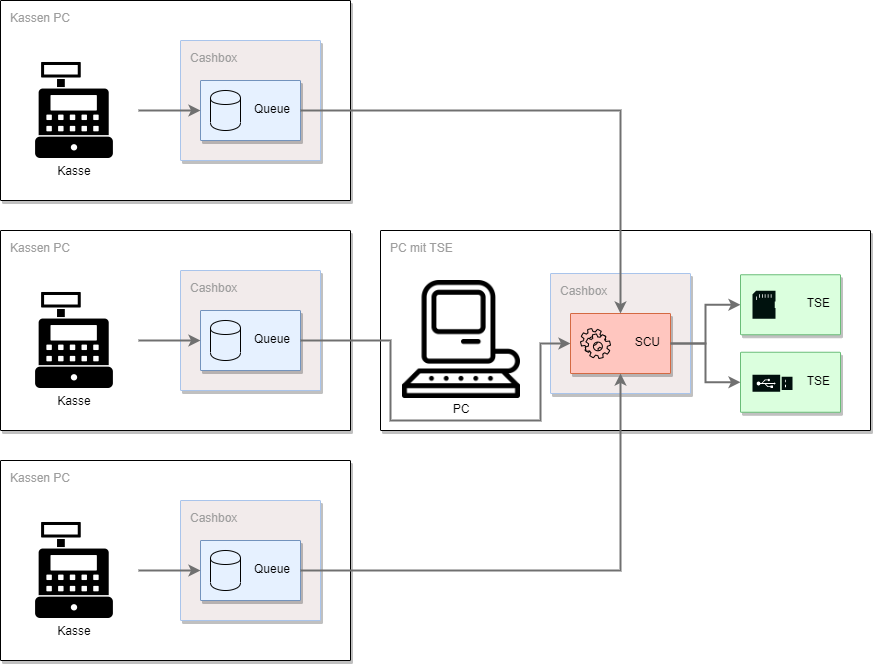 Kassen PC
Cashbox
Queue
Kasse
Kassen PC
Cashbox
Queue
Kasse
PC mit TSE
Cashbox
SCU
PC
TSE
TSE
Kassen PC
Cashbox
Queue
Kasse